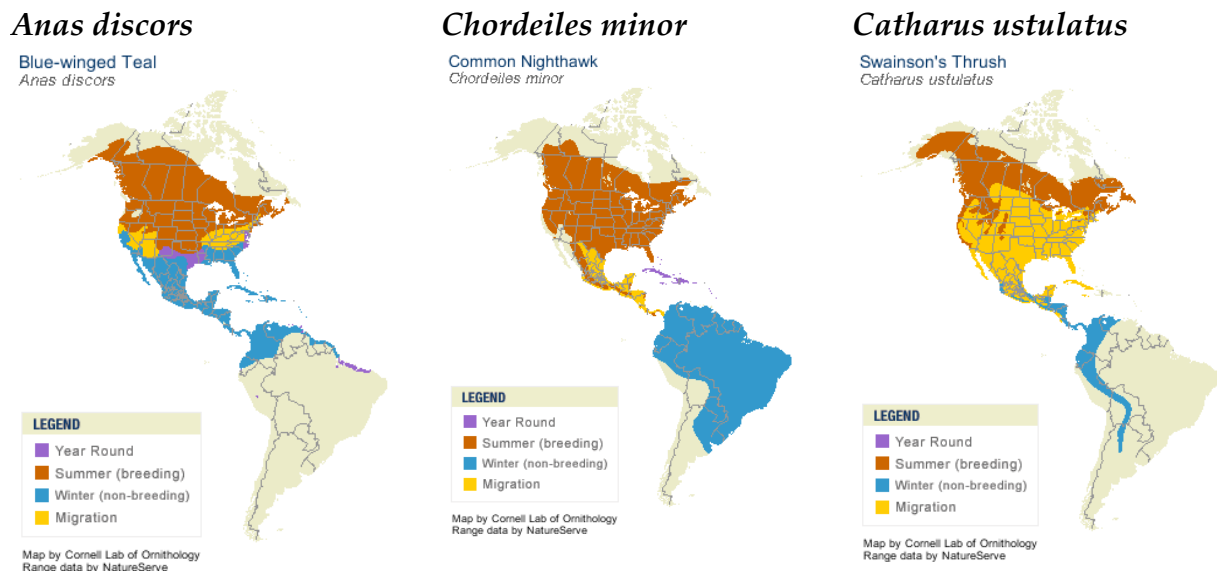 Anas discors
Blue-winged Teal
Anas discors
LEGEND
Year Round
Summer (breeding)
Winter (non-breeding)
Migration
Map by Cornell Lab of Ornithology
Range data by NatureServe
Chordeiles minor
Common Nighthawk
Chordeiles minor
LEGEND
Year Round
Summer (breeding)
Winter (non-breeding)
Migration
Map by Cornell Lab of Ornithology
Range data by NatureServe
Catharus ustulatus
Swainson's Thrush
Catharus ustulatus
LEGEND
Year Round
Summer (breeding)
Winter (non-breeding)
Migration
Map by Cornell Lab of Ornithology
Range data by NatureServe